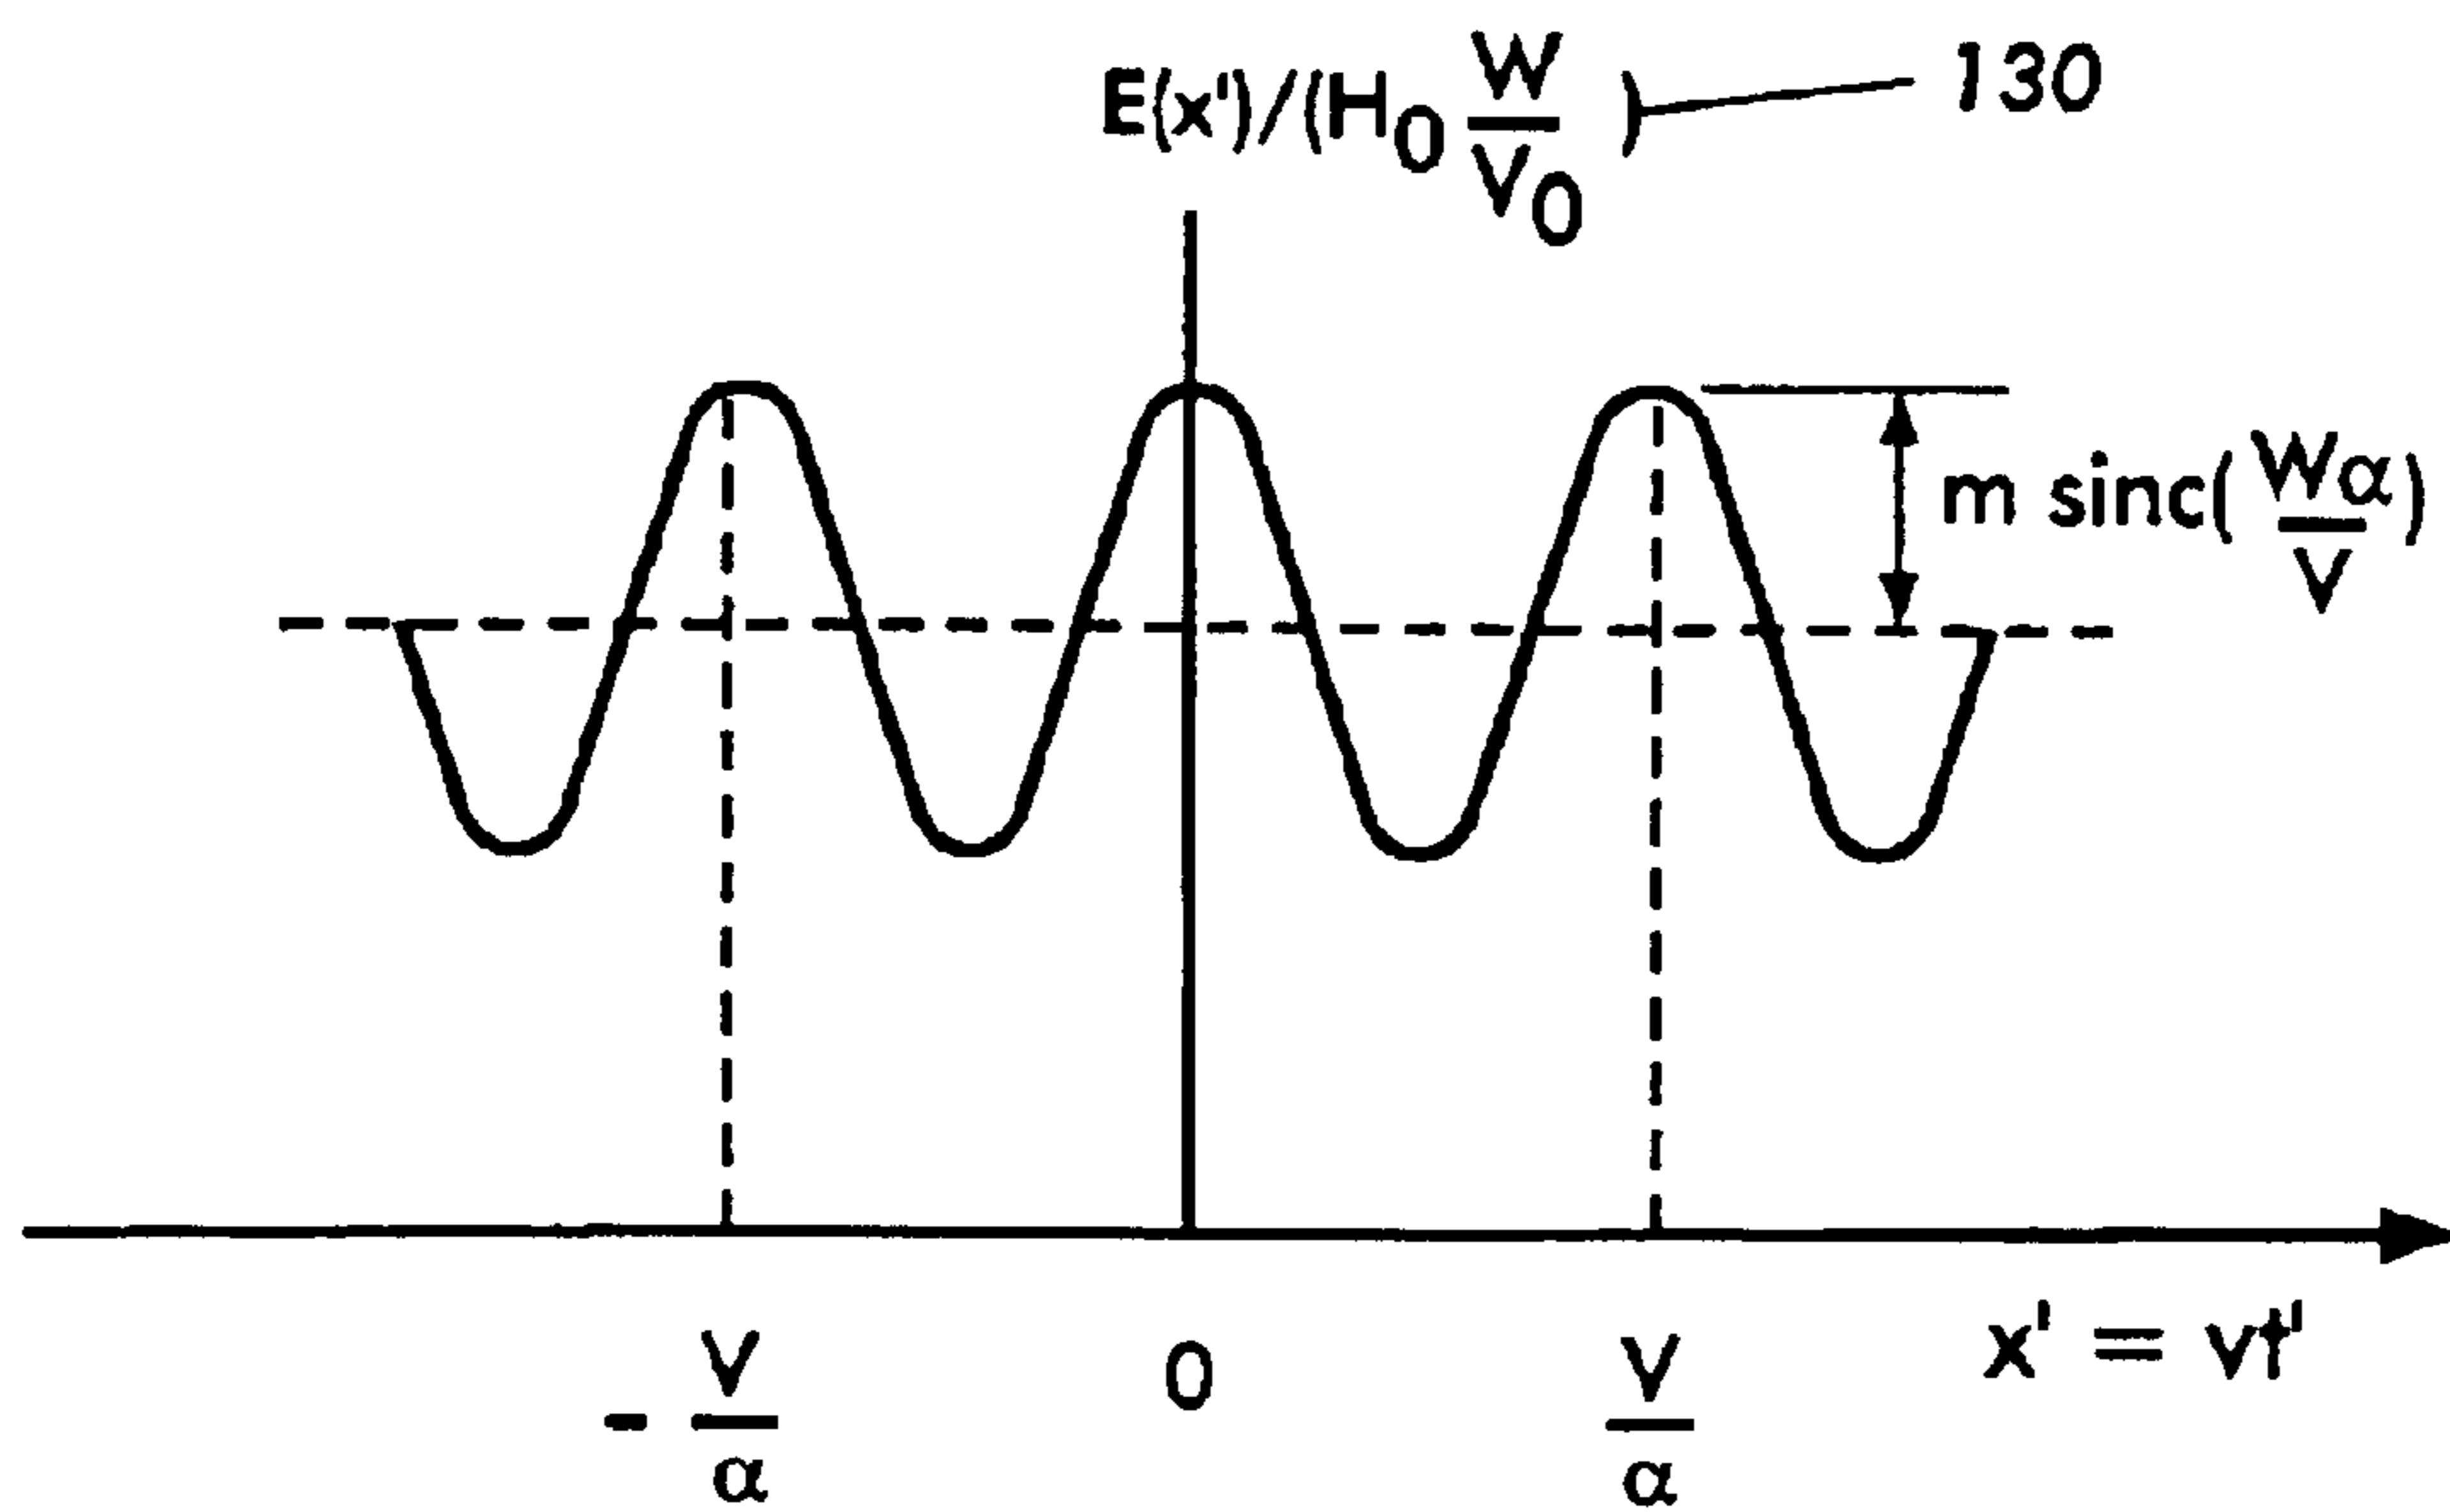 E(x')/(H₀ W/V₀) 130
m sinc(Wα/V)
-V/α 0 V/α x' = vt'